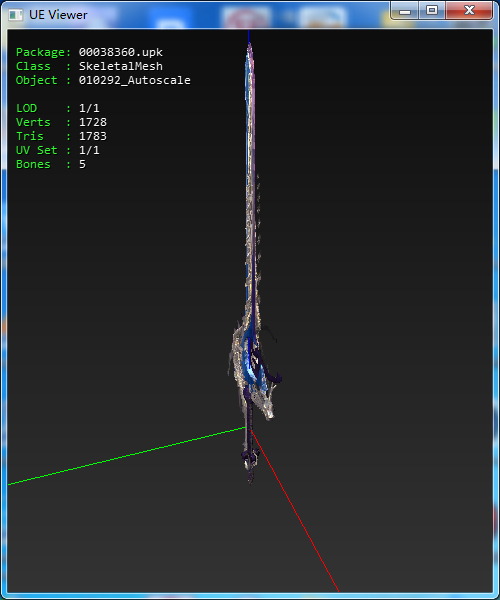 UE Viewer
Package: 00038360.upk
Class : SkeletalMesh
Object : 010292_Autoscale
LOD : 1/1
Verts : 1728
Tris : 1783
UV Set : 1/1
Bones : 5